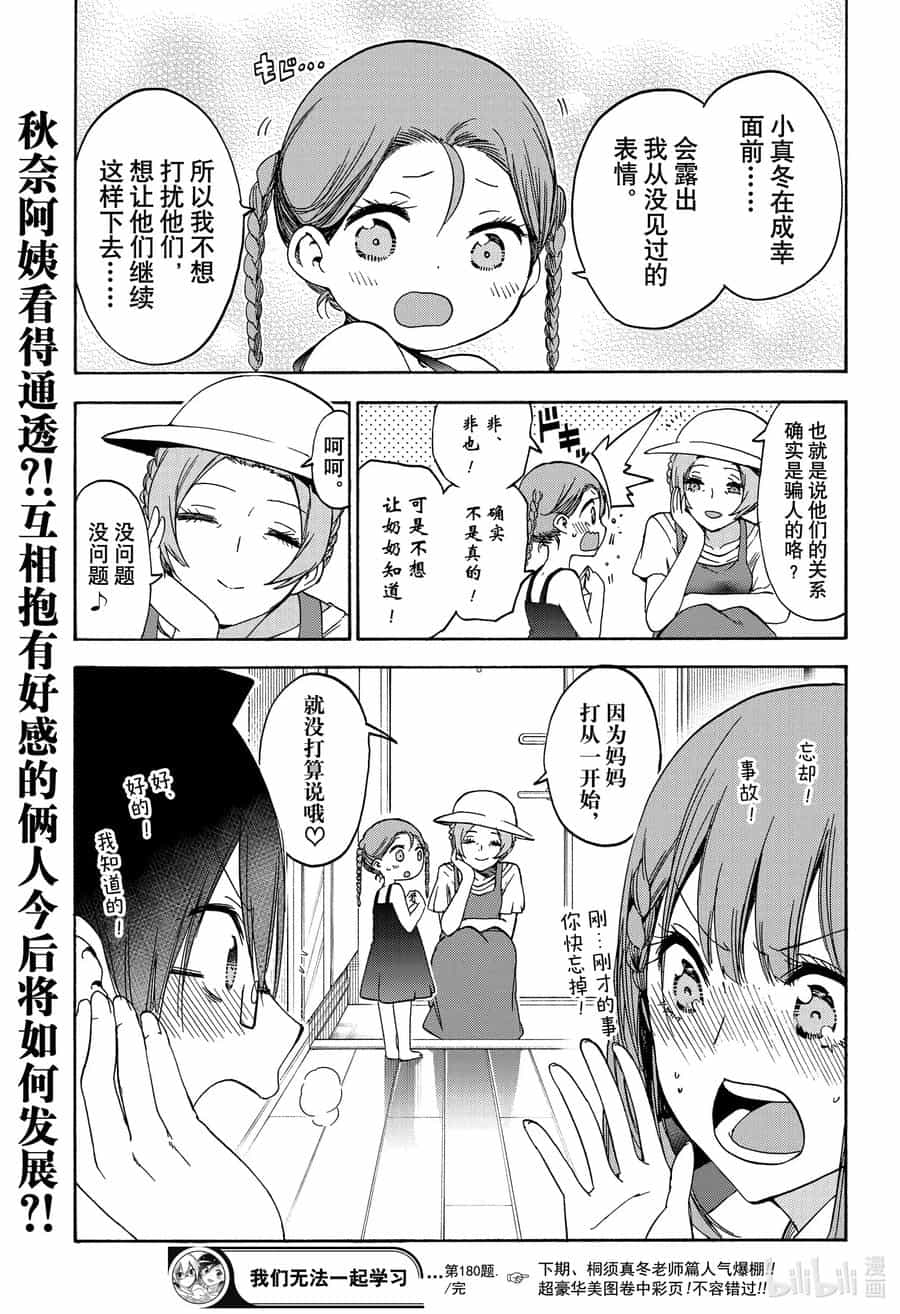 小真冬在成幸
面前……
会露出
我从没见过的
表情。
もじ…
所以我不想
打扰他们，
想让他们继续
这样下去……
也就是说他们的关系
确实是骗人的咯？
ドキ
非、
非也！
确实
不是真的！
可是不想
让奶奶知道！
呵呵。
没问题
没问题♪
因为妈妈
打从一开始，
就没打算说哦♡
忘却！
事故！
刚…刚才的事
你快忘掉！
好、
好的！
我知道的！
秋奈阿姨看得通透?!互相抱有好感的俩人今后将如何发展?!
我们无法一起学习
…第180题.
/完
☞下期、桐须真冬老师篇人气爆棚!!
超豪华美图卷中彩页！不容错过!!
bilibili 漫画